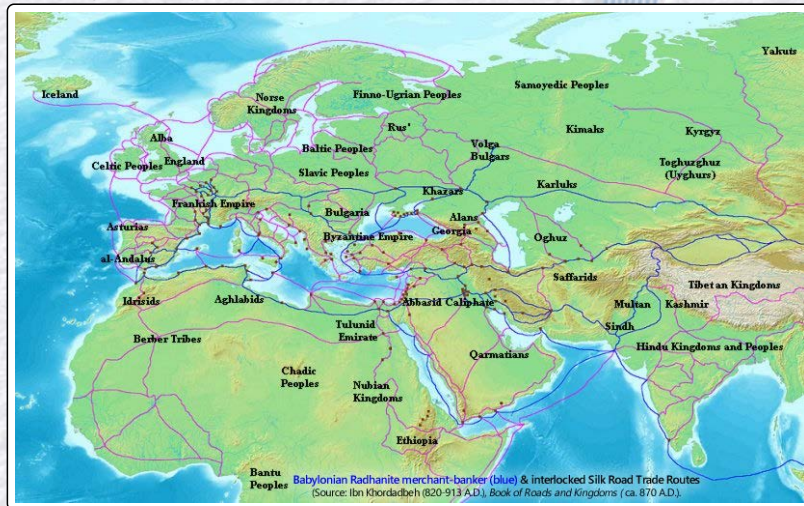 Yakuts
Iceland
Samoyedic Peoples
Norse
Kingdoms
Finno-Ugrian Peoples
Rus'
Kimaks
Kyrgyz
Alba
Volga
Bulgars
Baltic Peoples
Celtic Peoples
England
Toghuzghuz
(Uyghurs)
Slavic Peoples
Khazars
Karluks
Frankish Empire
Bulgaria
Alans
Asturias
Georgia
Byzantine Empire
Oghuz
al-Andalus
Saffarids
Tibetan Kingdoms
Idrisids
Aghlabids
Abbasid Caliphate
Multan
Kashmir
Tulunid
Emirate
Sindh
Berber Tribes
Hindu Kingdoms and Peoples
Qarmatians
Chadic
Peoples
Nubian
Kingdoms
Ethiopia
Bantu
Peoples
Babylonian Radhanite merchant-banker (blue) & interlocked Silk Road Trade Routes
(Source: Ibn Khordadbeh (820-913 A.D.), Book of Roads and Kingdoms ( ca. 870 A.D.).